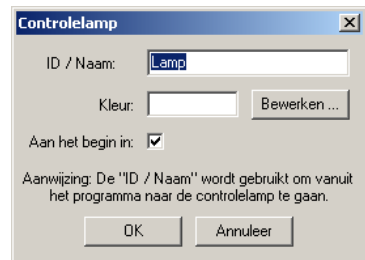 Controlelamp
ID / Naam: Lamp
Kleur: Bewerken ...
Aan het begin in:
Aanwijzing: De "ID / Naam" wordt gebruikt om vanuit
het programma naar de controlelamp te gaan.
OK Annuleer